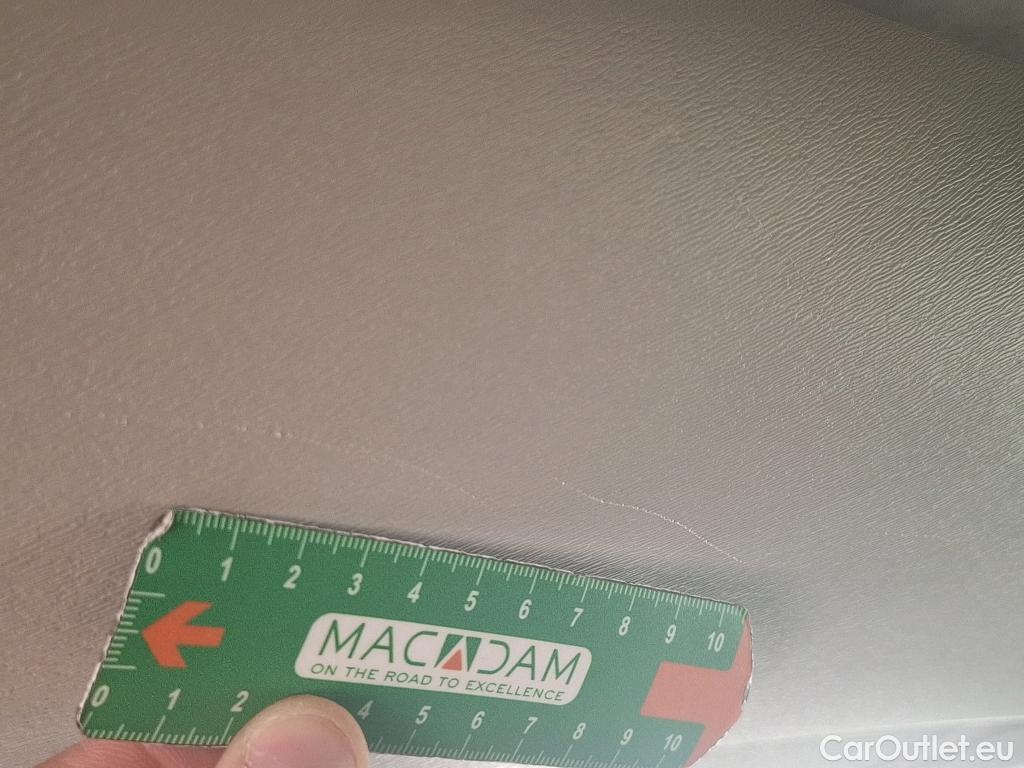 0 1 2 3 4 5 6 7 8 9 10
MACADAM
ON THE ROAD TO EXCELLENCE
0 1 2 4 5 6 7 8 9 10
CarOutlet.eu